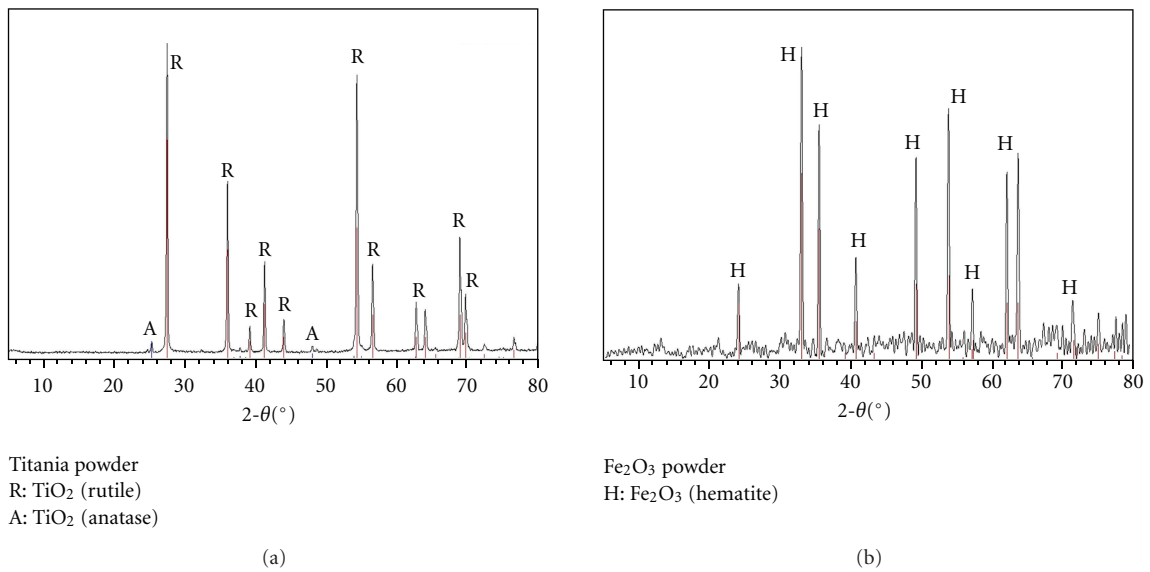 R
R
R
R
R
R
R
R
R
R
A
A
10 20 30 40 50 60 70 80
2-θ(°)
Titania powder
R: TiO₂ (rutile)
A: TiO₂ (anatase)
(a)
H
H
H
H
H
H
H
H
H
10 20 30 40 50 60 70 80
2-θ(°)
Fe₂O₃ powder
H: Fe₂O₃ (hematite)
(b)